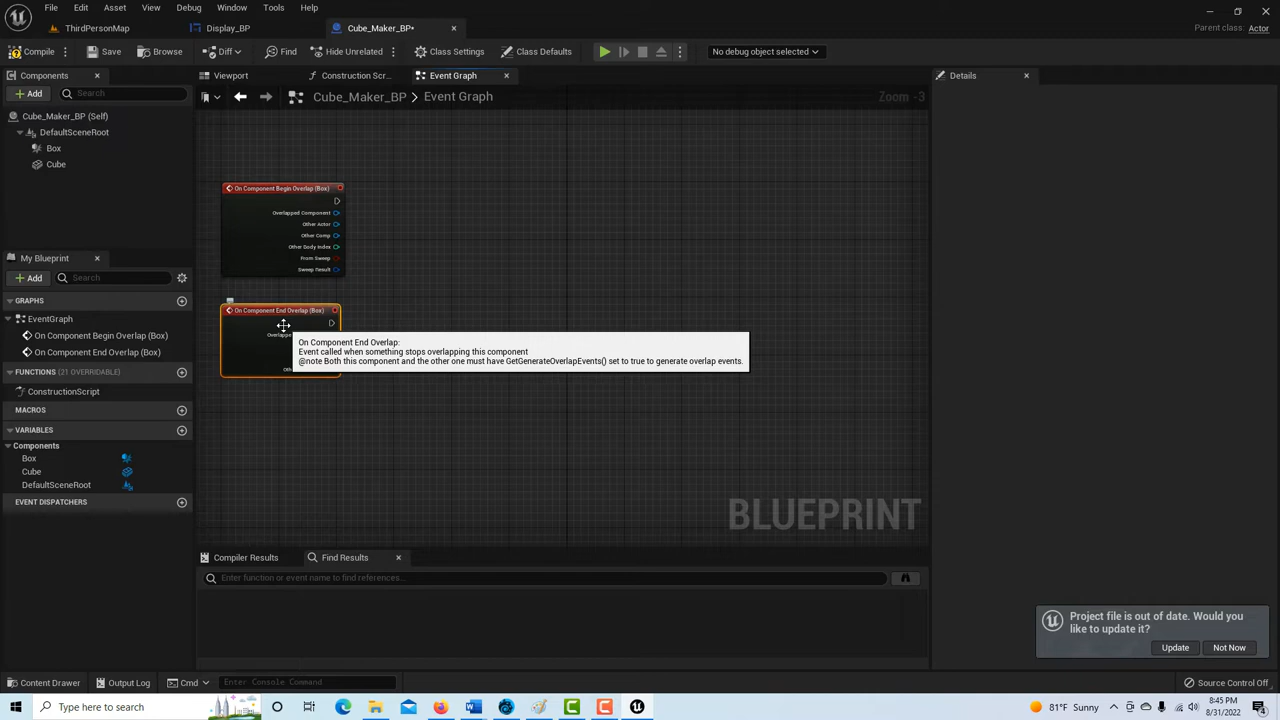 File Edit Asset View Debug Window Tools Help
ThirdPersonMap Display_BP Cube_Maker_BP* Parent class: Actor
Compile Save Browse Diff Find Hide Unrelated Class Settings Class Defaults No debug object selected
Components Viewport Construction Scr... Event Graph Details
Add Search Cube_Maker_BP > Event Graph Zoom -3
Cube_Maker_BP (Self)
DefaultSceneRoot
Box
Cube
On Component Begin Overlap (Box)
Overlapped Component
Other Actor
Other Comp
Other Body Index
From Sweep
Sweep Result
My Blueprint
Add Search
GRAPHS
EventGraph
On Component Begin Overlap (Box)
On Component End Overlap (Box)
FUNCTIONS (21 OVERRIDABLE)
ConstructionScript
MACROS
VARIABLES
Components
Box
Cube
DefaultSceneRoot
EVENT DISPATCHERS
On Component End Overlap (Box)
On Component End Overlap:
Event called when something stops overlapping this component
@note Both this component and the other one must have GetGenerateOverlapEvents() set to true to generate overlap events.
BLUEPRINT
Compiler Results Find Results
Enter function or event name to find references...
Project file is out of date. Would you
like to update it?
Update Not Now
Content Drawer Output Log Cmd Enter Console Command Source Control Off
Type here to search 81°F Sunny 8:45 PM
8/31/2022